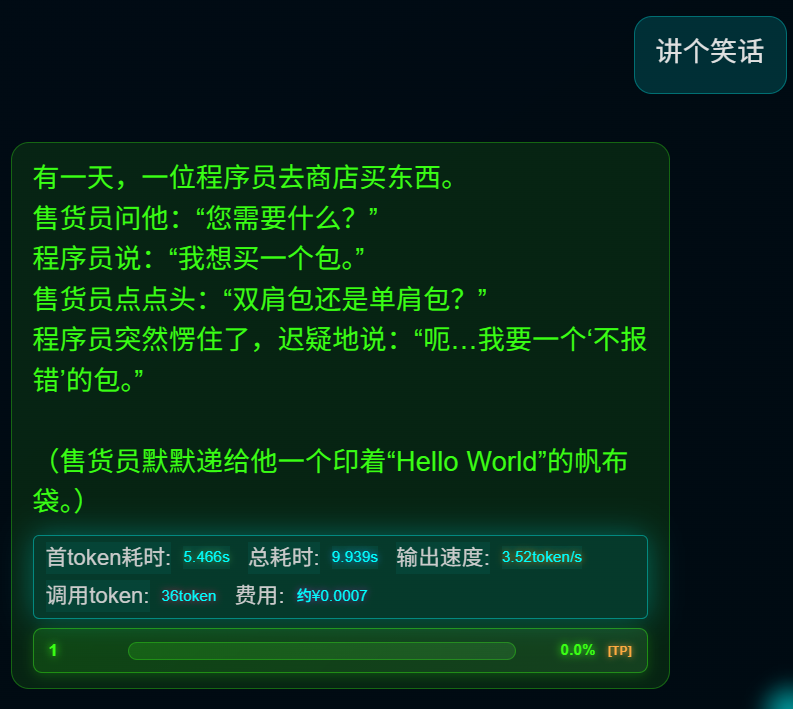 讲个笑话
有一天，一位程序员去商店买东西。
售货员问他：“您需要什么？”
程序员说：“我想买一个包。”
售货员点点头：“双肩包还是单肩包？”
程序员突然愣住了，迟疑地说：“呃…我要一个‘不报
错’的包。”
（售货员默默递给他一个印着“Hello World”的帆布
袋。）
首token耗时: 5.466s 总耗时: 9.939s 输出速度: 3.52token/s
调用token: 36token 费用: 约¥0.0007
1 0.0% [TP]